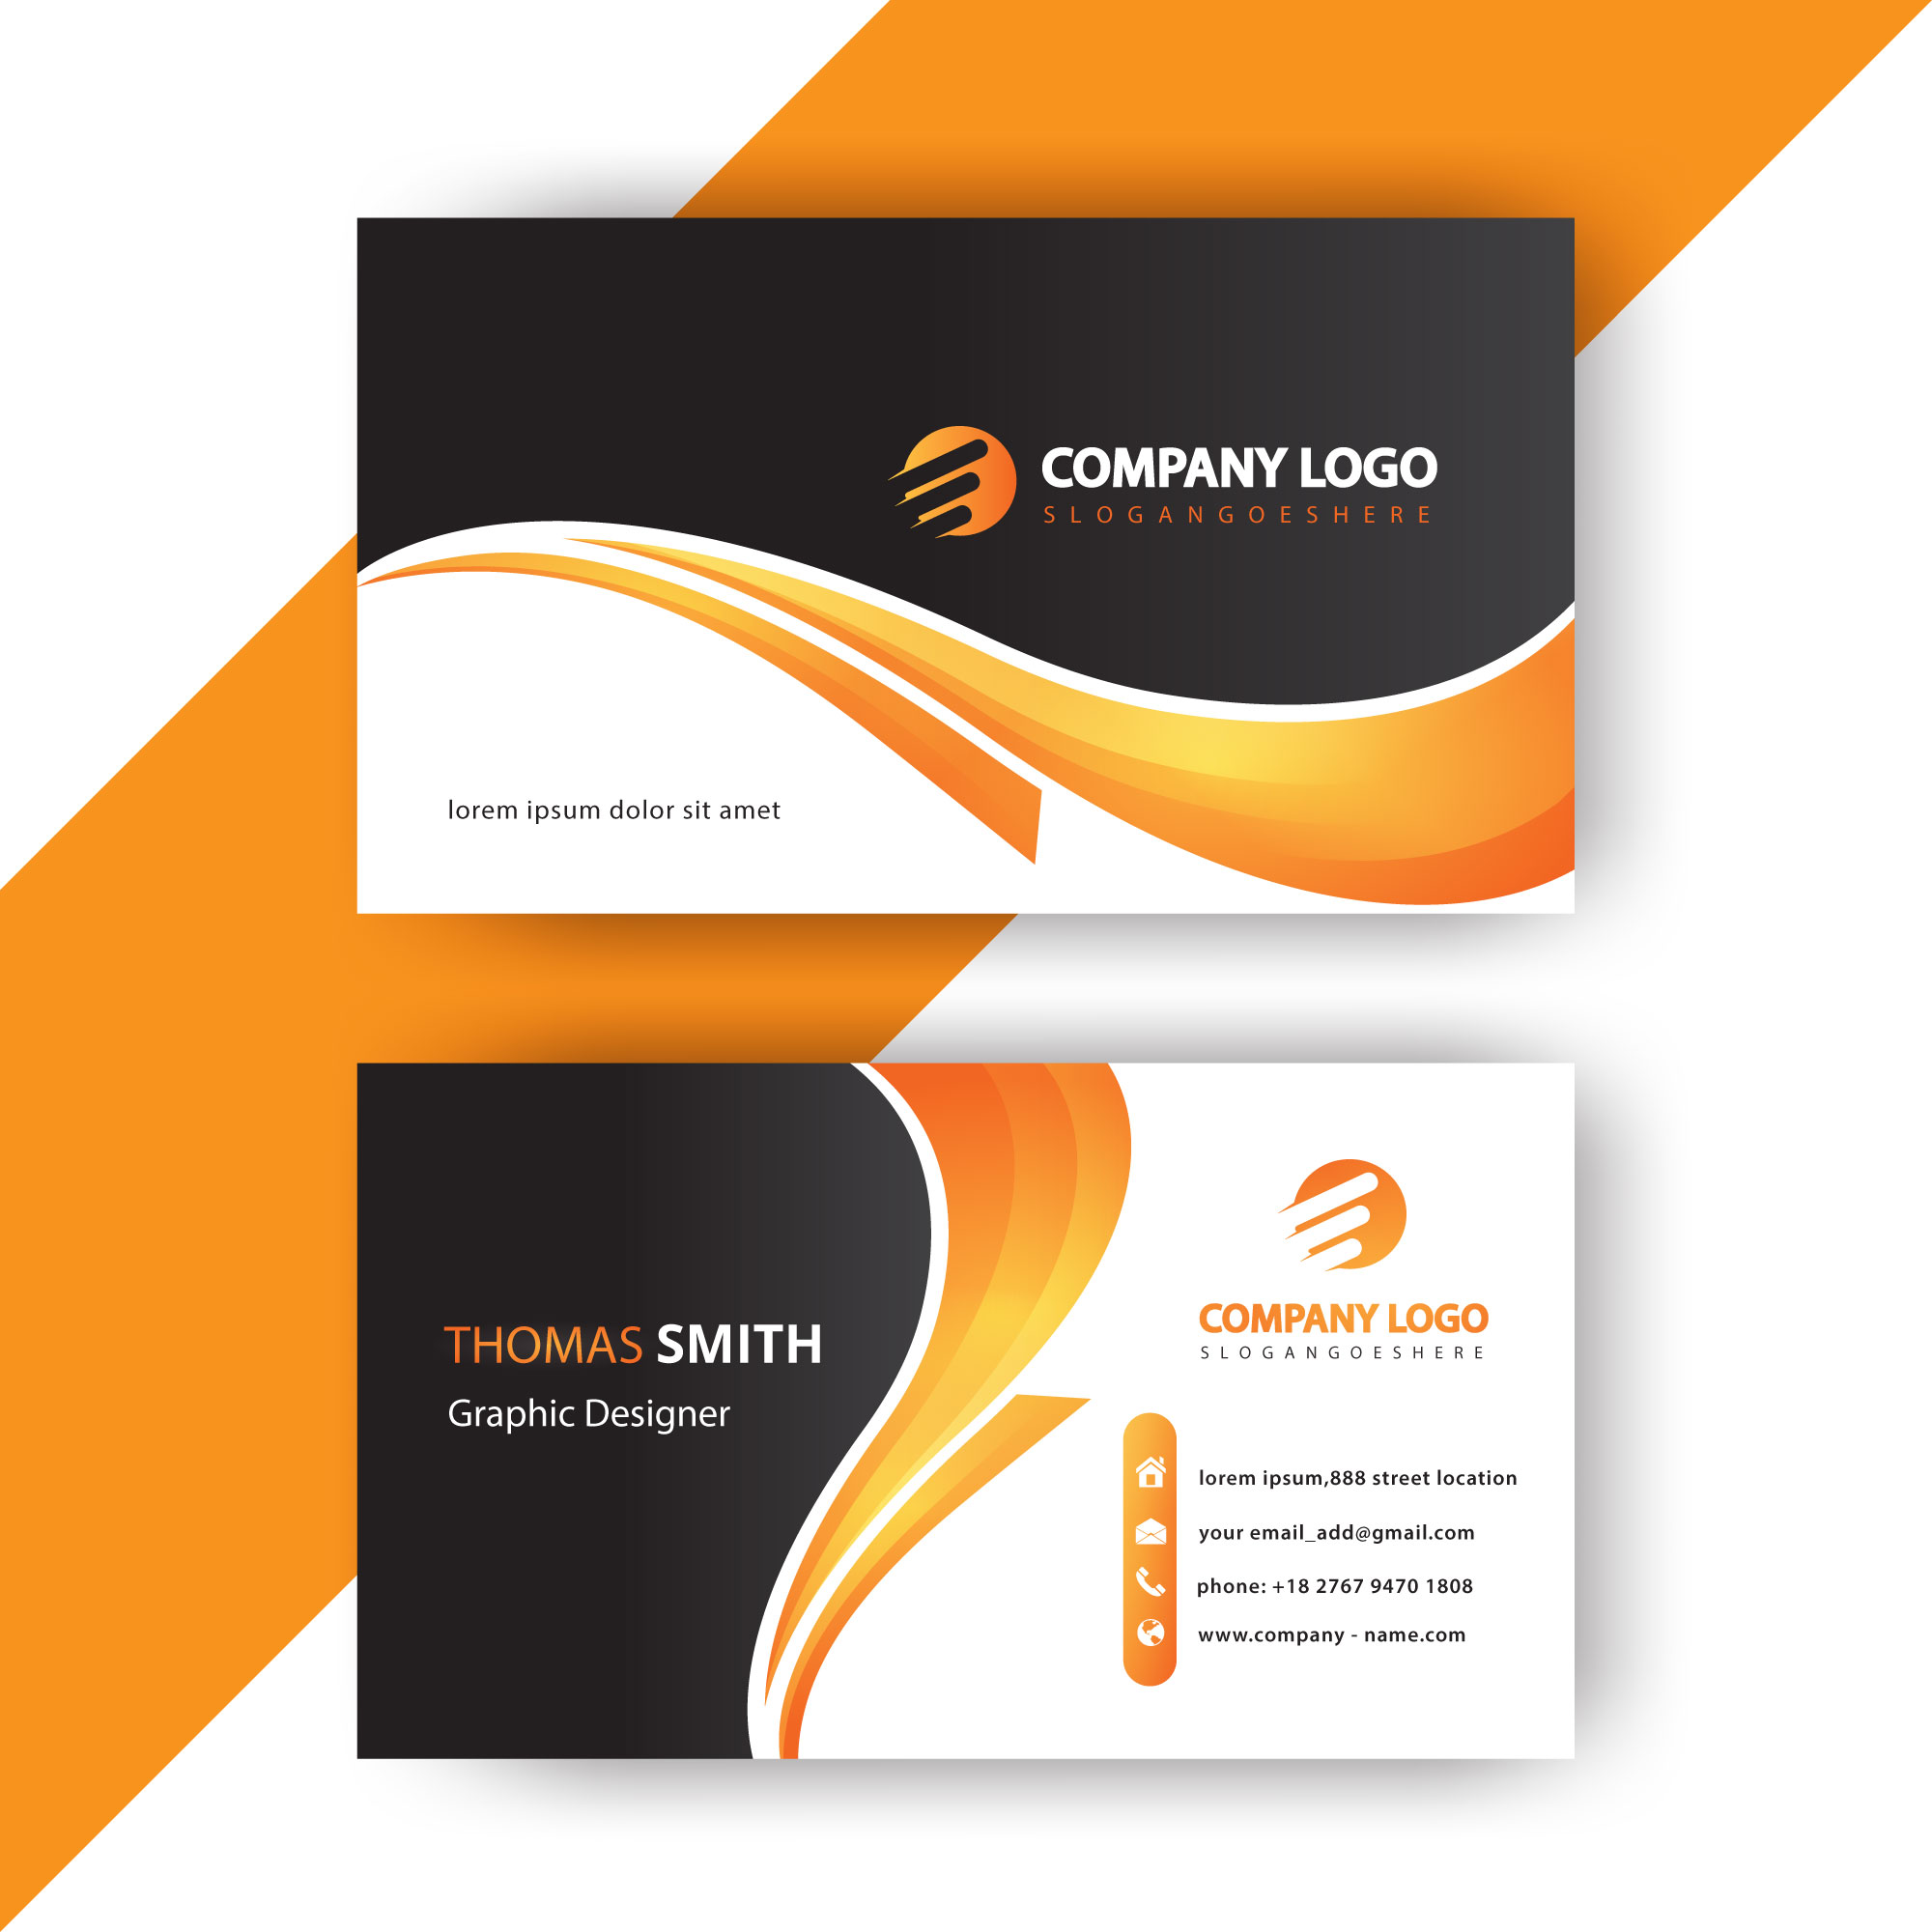 COMPANY LOGO
SLOGANGOESHERE
lorem ipsum dolor sit amet
THOMAS SMITH
Graphic Designer
COMPANY LOGO
SLOGANGOESHERE
lorem ipsum,888 street location
your email_add@gmail.com
phone: +18 2767 9470 1808
www.company - name.com